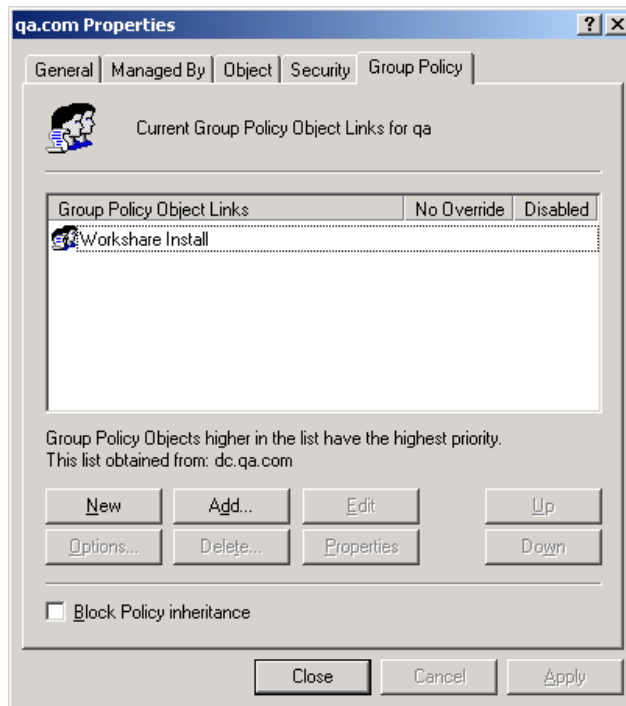 qa.com Properties
General Managed By Object Security Group Policy
Current Group Policy Object Links for qa
Group Policy Object Links No Override Disabled
Workshare Install
Group Policy Objects higher in the list have the highest priority.
This list obtained from: dc.qa.com
New Add... Edit Up
Options... Delete... Properties Down
Block Policy inheritance
Close Cancel Apply